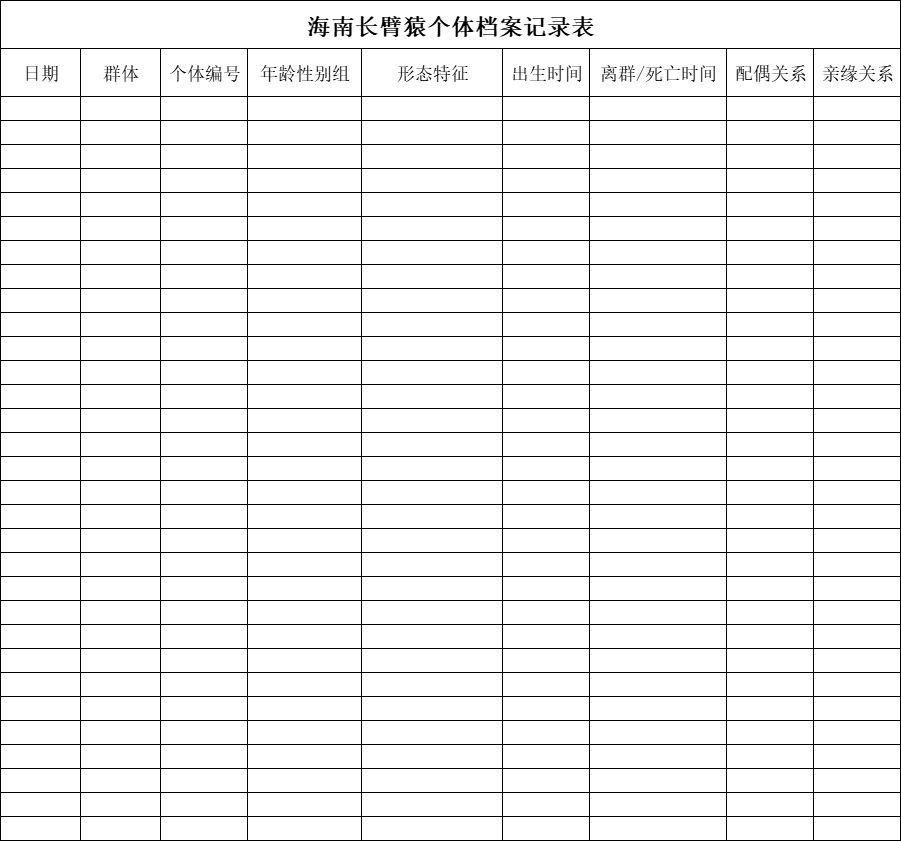 海南长臂猿个体档案记录表
日期 群体 个体编号 年龄性别组 形态特征 出生时间 离群/死亡时间 配偶关系 亲缘关系